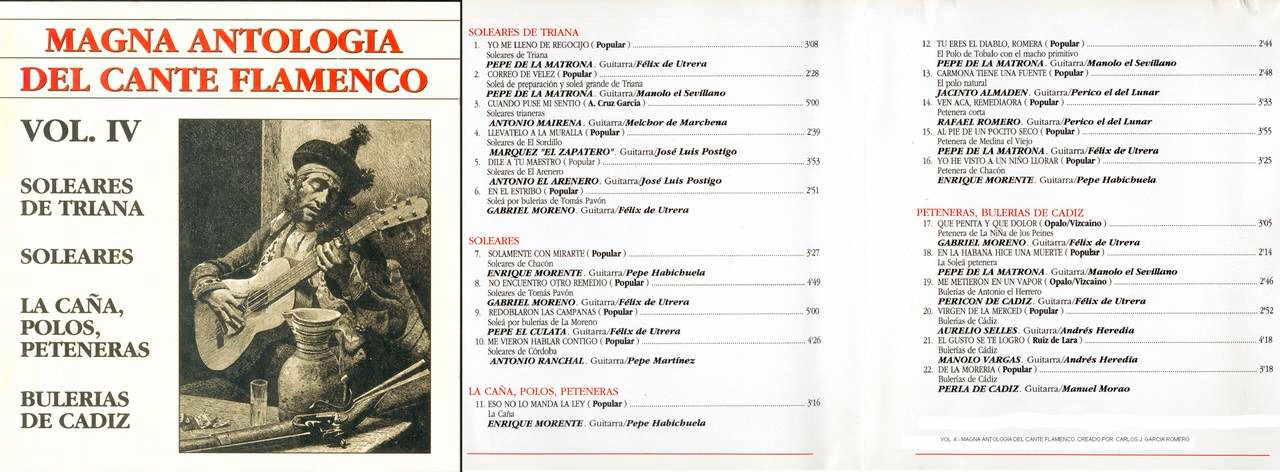 MAGNA ANTOLOGIA
DEL CANTE FLAMENCO
VOL. IV
SOLEARES
DE TRIANA
SOLEARES
LA CAÑA,
POLOS,
PETENERAS
BULERIAS
DE CADIZ
SOLEARES DE TRIANA
1. YO ME LLENO DE REGOCIJO ( Popular ) 3'08
Soleares de Triana
PEPE DE LA MATRONA. Guitarra/Félix de Utrera
2. CORREO DE VELEZ ( Popular ) 2'28
Soleá de preparación y soleá grande de Triana
PEPE DE LA MATRONA. Guitarra/Manolo el Sevillano
3. CUANDO PUSE MI SENTIO ( A. Cruz García ) 5'00
Soleares trianeras
ANTONIO MAIRENA. Guitarra/Melchor de Marchena
4. LLEVATELO A LA MURALLA ( Popular ) 2'39
Soleares de El Sordillo
MARQUEZ "EL ZAPATERO". Guitarra/José Luis Postigo
5. DILE A TU MAESTRO ( Popular ) 3'53
Soleares de El Arenero
ANTONIO EL ARENERO. Guitarra/José Luis Postigo
6. EN EL ESTRIBO ( Popular ) 2'51
Soleá por bulerías de Tomás Pavón
GABRIEL MORENO. Guitarra/Félix de Utrera
SOLEARES
7. SOLAMENTE CON MIRARTE ( Popular ) 3'27
Soleares de Chacón
ENRIQUE MORENTE. Guitarra/Pepe Habichuela
8. NO ENCUENTRO OTRO REMEDIO ( Popular ) 4'49
Soleares de Tomás Pavón
GABRIEL MORENO. Guitarra/Félix de Utrera
9. REDOBLARON LAS CAMPANAS ( Popular ) 5'00
Soleá por bulerías de La Moreno
PEPE EL CULATA. Guitarra/Félix de Utrera
10. ME VIERON HABLAR CONTIGO ( Popular ) 4'26
Soleares de Córdoba
ANTONIO RANCHAL. Guitarra/Pepe Martínez
LA CAÑA, POLOS, PETENERAS
11. ESO NO LO MANDA LA LEY ( Popular ) 3'16
La Caña
ENRIQUE MORENTE. Guitarra/Pepe Habichuela
12. TU ERES EL DIABLO, ROMERA ( Popular ) 2'44
El Polo de Tobalo con el macho primitivo
PEPE DE LA MATRONA. Guitarra/Manolo el Sevillano
13. CARMONA TIENE UNA FUENTE ( Popular ) 2'48
El polo natural
JACINTO ALMADEN. Guitarra/Perico el del Lunar
14. VEN ACA, REMEDIAORA ( Popular ) 3'33
Petenera corta
RAFAEL ROMERO. Guitarra/Perico el del Lunar
15. AL PIE DE UN POCITO SECO ( Popular ) 3'55
Petenera de Medina el Viejo
PEPE DE LA MATRONA. Guitarra/Félix de Utrera
16. YO HE VISTO A UN NIÑO LLORAR ( Popular ) 3'25
Petenera de Chacón
ENRIQUE MORENTE. Guitarra/Pepe Habichuela
PETENERAS, BULERIAS DE CADIZ
17. QUE PENITA Y QUE DOLOR ( Opalo/Vizcaino ) 3'05
Petenera de La NiÑa de los Peines
GABRIEL MORENO. Guitarra/Félix de Utrera
18. EN LA HABANA HICE UNA MUERTE ( Popular ) 2'14
La Soleá petenera
PEPE DE LA MATRONA. Guitarra/Manolo el Sevillano
19. ME METIERON EN UN VAPOR ( Opalo/Vizcaino ) 2'46
Bulerías de Antonio el Herrero
PERICON DE CADIZ. Guitarra/Félix de Utrera
20. VIRGEN DE LA MERCED ( Popular ) 2'52
Bulerías de Cádiz
AURELIO SELLES. Guitarra/Andrés Heredia
21. EL GUSTO SE TE LOGRO ( Ruiz de Lara ) 4'18
Bulerías de Cádiz
MANOLO VARGAS. Guitarra/Andrés Heredia
22. DE LA MORERIA ( Popular ) 3'18
Bulerías de Cádiz
PERLA DE CADIZ. Guitarra/Manuel Morao
VOL. 4 - MAGNA ANTOLOGÍA DEL CANTE FLAMENCO. CREADO POR: CARLOS J. GARCÍA ROMERO